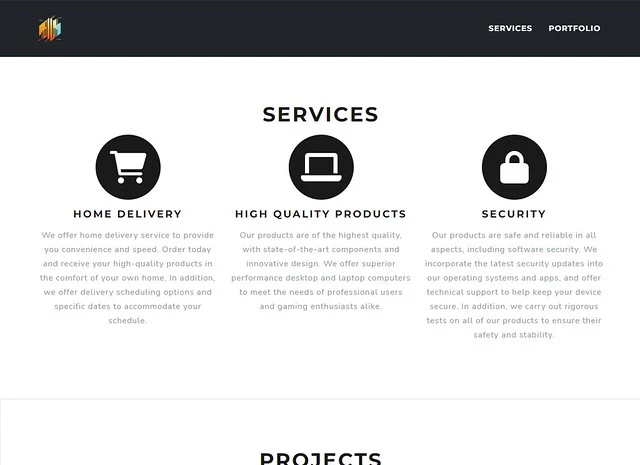 SERVICES PORTFOLIO
SERVICES
HOME DELIVERY
We offer home delivery service to provide
you convenience and speed. Order today
and receive your high-quality products in
the comfort of your own home. In addition,
we offer delivery scheduling options and
specific dates to accommodate your
schedule.
HIGH QUALITY PRODUCTS
Our products are of the highest quality,
with state-of-the-art components and
innovative design. We offer superior
performance desktop and laptop computers
to meet the needs of professional users
and gaming enthusiasts alike.
SECURITY
Our products are safe and reliable in all
aspects, including software security. We
incorporate the latest security updates into
our operating systems and apps, and offer
technical support to help keep your device
secure. In addition, we carry out rigorous
tests on all of our products to ensure their
safety and stability.
PROJECTS